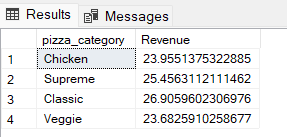 Results Messages
pizza_category Revenue
1 Chicken 23.9551375322885
2 Supreme 25.4563112111462
3 Classic 26.9059602306976
4 Veggie 23.6825910258677